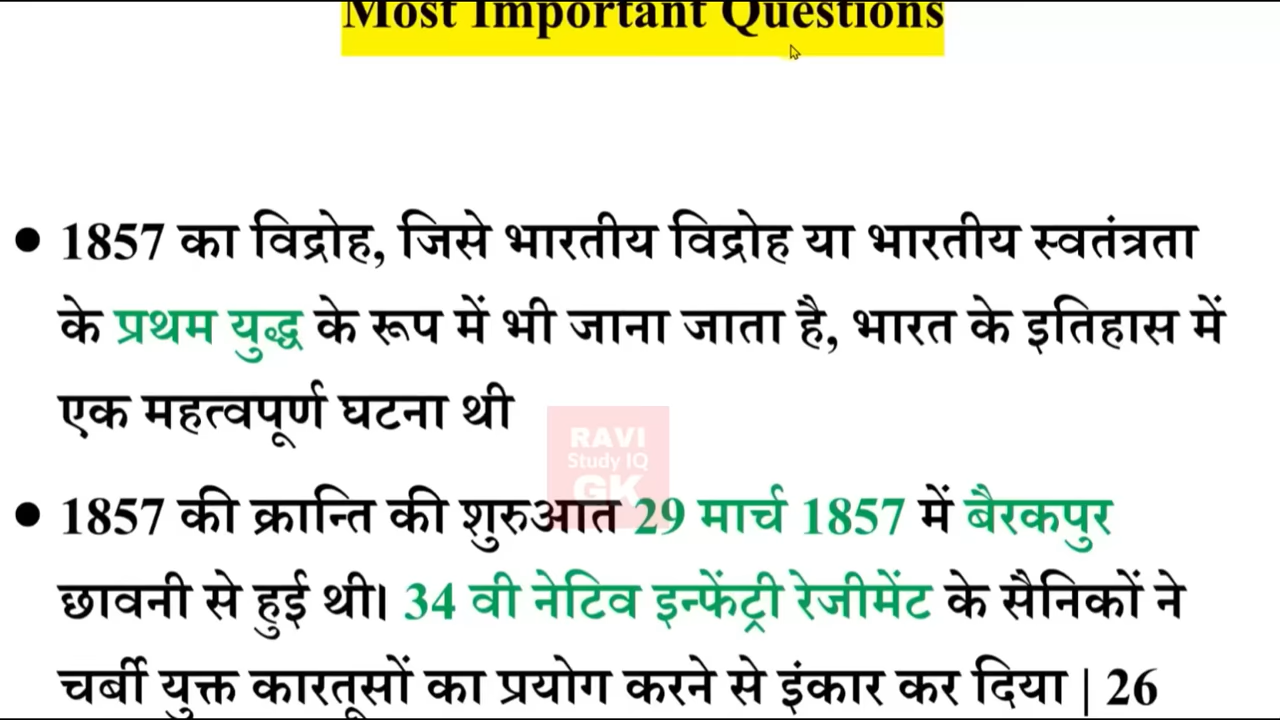 Most Important Questions
• 1857 का विद्रोह, जिसे भारतीय विद्रोह या भारतीय स्वतंत्रता
के प्रथम युद्ध के रूप में भी जाना जाता है, भारत के इतिहास में
एक महत्वपूर्ण घटना थी
RAVI
Study IQ
GK
• 1857 की क्रान्ति की शुरुआत 29 मार्च 1857 में बैरकपुर
छावनी से हुई थी। 34 वी नेटिव इन्फेंट्री रेजीमेंट के सैनिकों ने
चर्बी युक्त कारतूसों का प्रयोग करने से इंकार कर दिया | 26